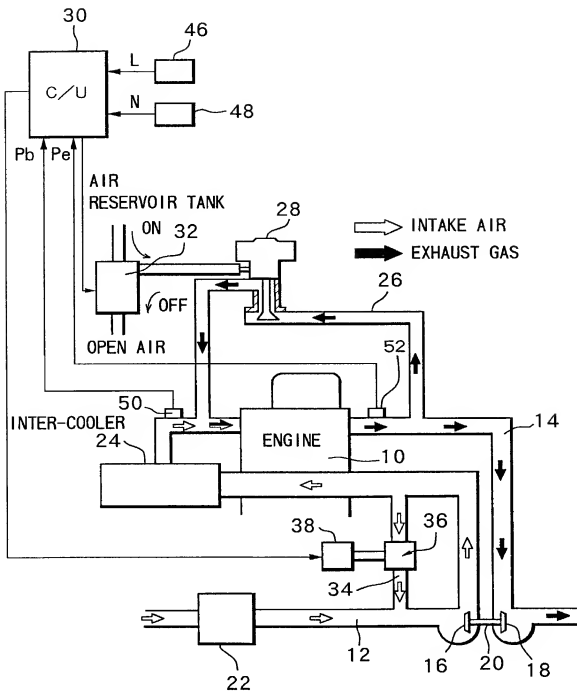 30
46
L
C/U
N
48
Pb
Pe
AIR
RESERVOIR TANK
ON
32
28
INTAKE AIR
EXHAUST GAS
26
OFF
OPEN AIR
52
50
INTER-COOLER
24
ENGINE
10
14
38
36
34
12
22
16
20
18